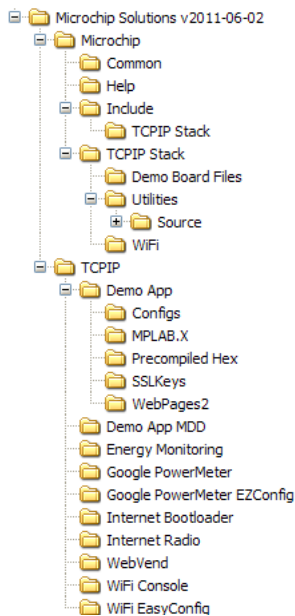 Microchip Solutions v2011-06-02
Microchip
Common
Help
Include
TCPIP Stack
TCPIP Stack
Demo Board Files
Utilities
Source
WiFi
TCPIP
Demo App
Configs
MPLAB.X
Precompiled Hex
SSLKeys
WebPages2
Demo App MDD
Energy Monitoring
Google PowerMeter
Google PowerMeter EZConfig
Internet Bootloader
Internet Radio
WebVend
WiFi Console
WiFi EasyConfig